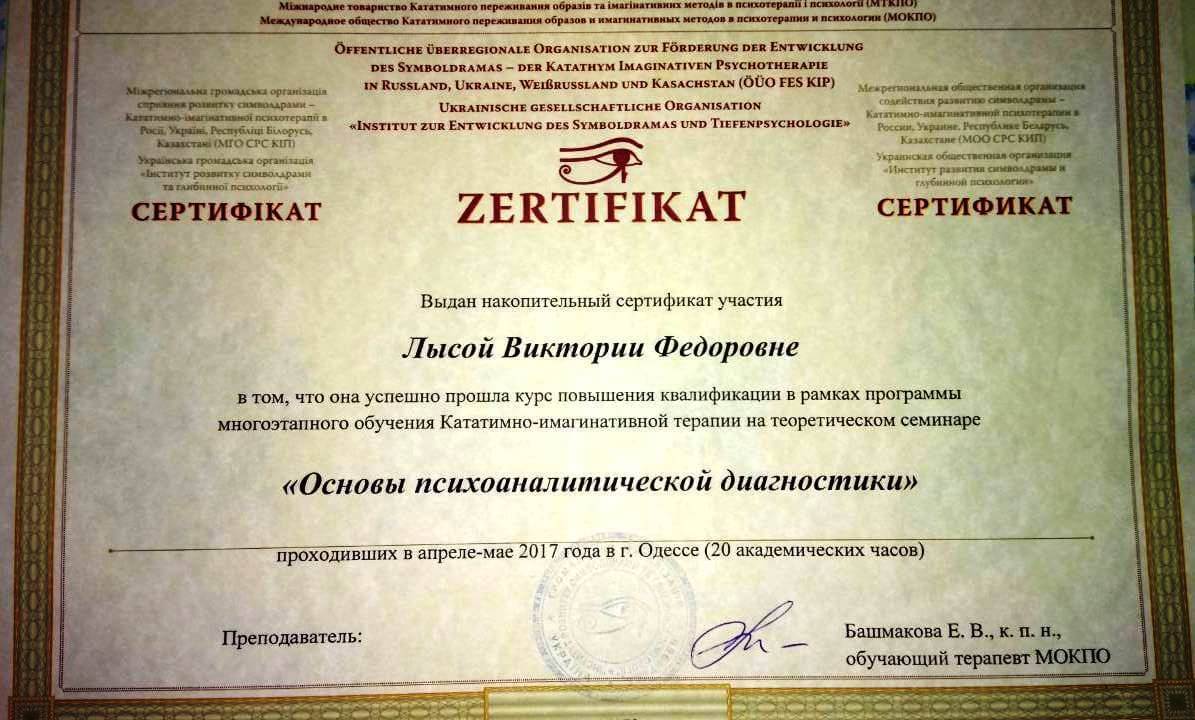 Міжнародне товариство Кататимного переживання образів та імагінативних методів в психотерапії і психології (МТКПО)
Международное общество Кататимного переживания образов и имагинативных методов в психотерапии и психологии (МОКПО)
Öffentliche überregionale Organisation zur Förderung der Entwicklung
des Symboldramas – der Katathym Imaginativen Psychotherapie
in Russland, Ukraine, Weißrussland und Kasachstan (ÖÜO FES KIP)
Ukrainische gesellschaftliche Organisation
«Institut zur Entwicklung des Symboldramas und Tiefenpsychologie»
Міжрегіональна громадська організація
сприяння розвитку символдрами –
Кататимно-імагінативної психотерапії в
Росії, Україні, Республіці Білорусь,
Казахстані (МГО СРС КІП)
Українська громадська організація
«Інститут розвитку символдрами
та глибинної психології»
СЕРТИФІКАТ
ZERTIFIKAT
Межрегиональная общественная организация
содействия развитию символдрамы –
Кататимно-имагинативной психотерапии в
России, Украине, Республике Беларусь,
Казахстане (МОО СРС КИП)
Украинская общественная организация
«Институт развития символдрамы и
глубинной психологии»
СЕРТИФИКАТ
Выдан накопительный сертификат участия
Лысой Виктории Федоровне
в том, что она успешно прошла курс повышения квалификации в рамках программы
многоэтапного обучения Кататимно-имагинативной терапии на теоретическом семинаре
«Основы психоаналитической диагностики»
проходивших в апреле-мае 2017 года в г. Одессе (20 академических часов)
Преподаватель:
Башмакова Е. В., к. п. н.,
обучающий терапевт МОКПО